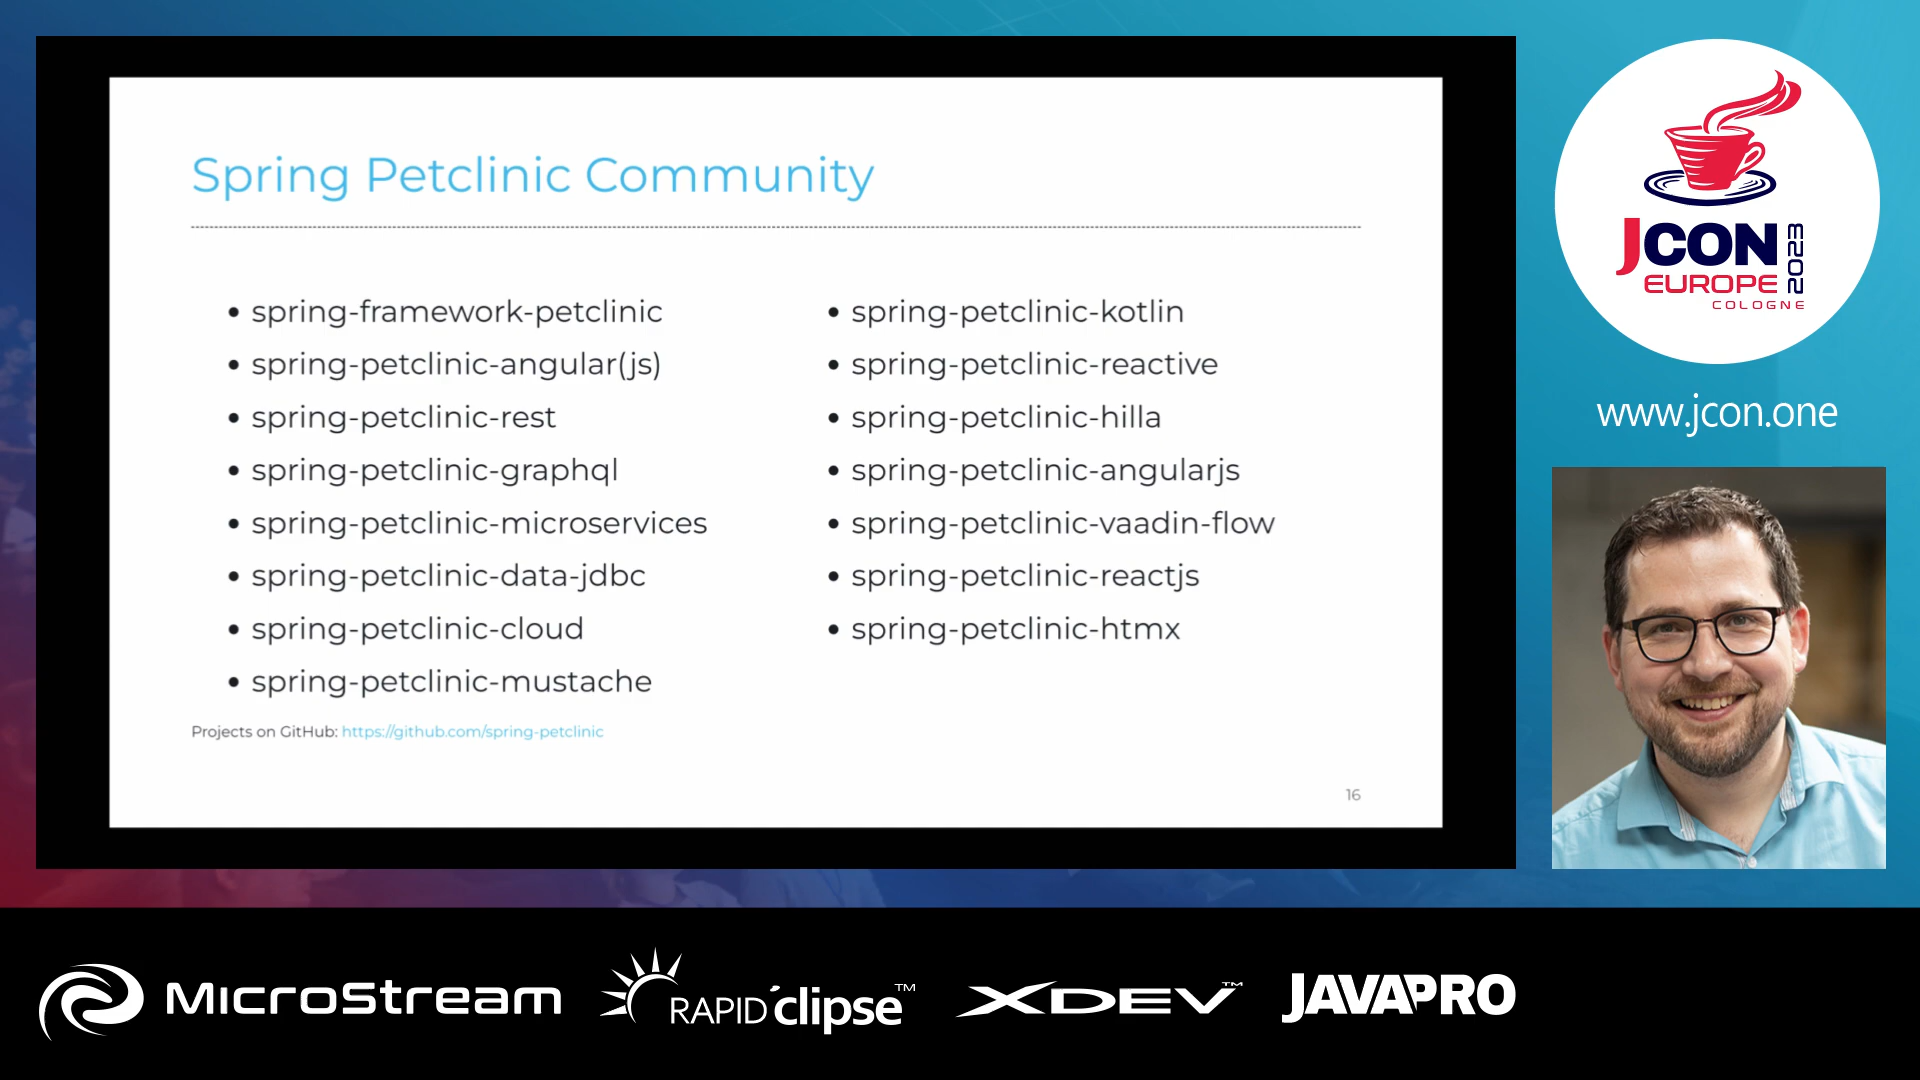 Spring Petclinic Community
spring-framework-petclinic
spring-petclinic-angular(js)
spring-petclinic-rest
spring-petclinic-graphql
spring-petclinic-microservices
spring-petclinic-data-jdbc
spring-petclinic-cloud
spring-petclinic-mustache
spring-petclinic-kotlin
spring-petclinic-reactive
spring-petclinic-hilla
spring-petclinic-angularjs
spring-petclinic-vaadin-flow
spring-petclinic-reactjs
spring-petclinic-htmx
Projects on GitHub: https://github.com/spring-petclinic
16
JCON
2023
EUROPE
COLOGNE
www.jcon.one
MicroStream
RAPID'clipse™
XDEV™
JAVAPRO